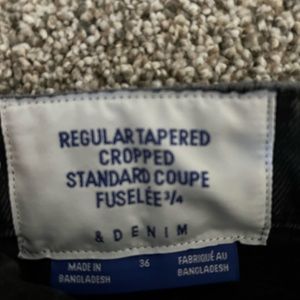 REGULAR TAPERED
CROPPED
STANDARD COUPE
FUSELÉE 3/4
& DENIM
MADE IN
BANGLADESH
36
FABRIQUÉ AU
BANGLADESH